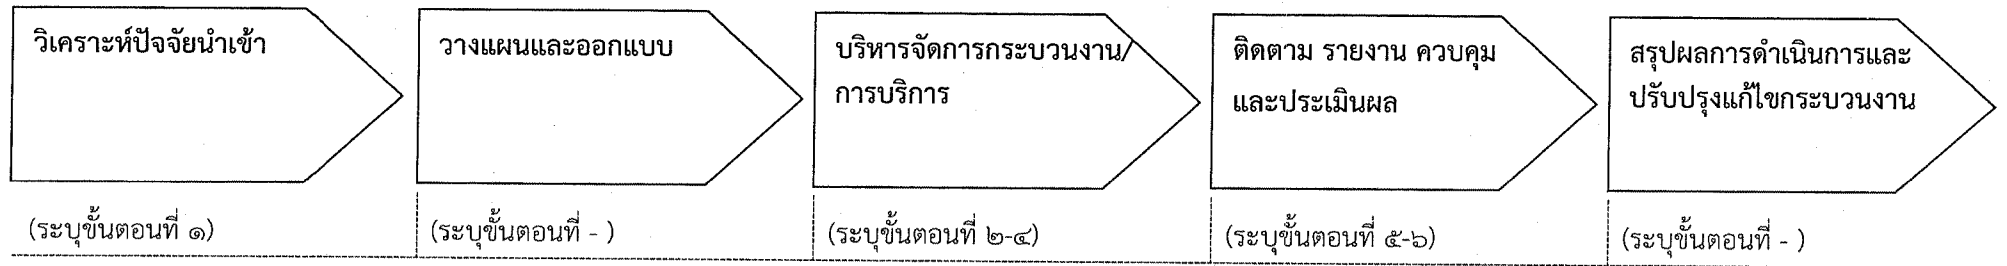 วิเคราะห์ปัจจัยนำเข้า
วางแผนและออกแบบ
บริหารจัดการกระบวนงาน/
การบริการ
ติดตาม รายงาน ควบคุม
และประเมินผล
สรุปผลการดำเนินการและ
ปรับปรุงแก้ไขกระบวนงาน
(ระบุขั้นตอนที่ ๑)
(ระบุขั้นตอนที่ - )
(ระบุขั้นตอนที่ ๒-๔)
(ระบุขั้นตอนที่ ๕-๖)
(ระบุขั้นตอนที่ - )